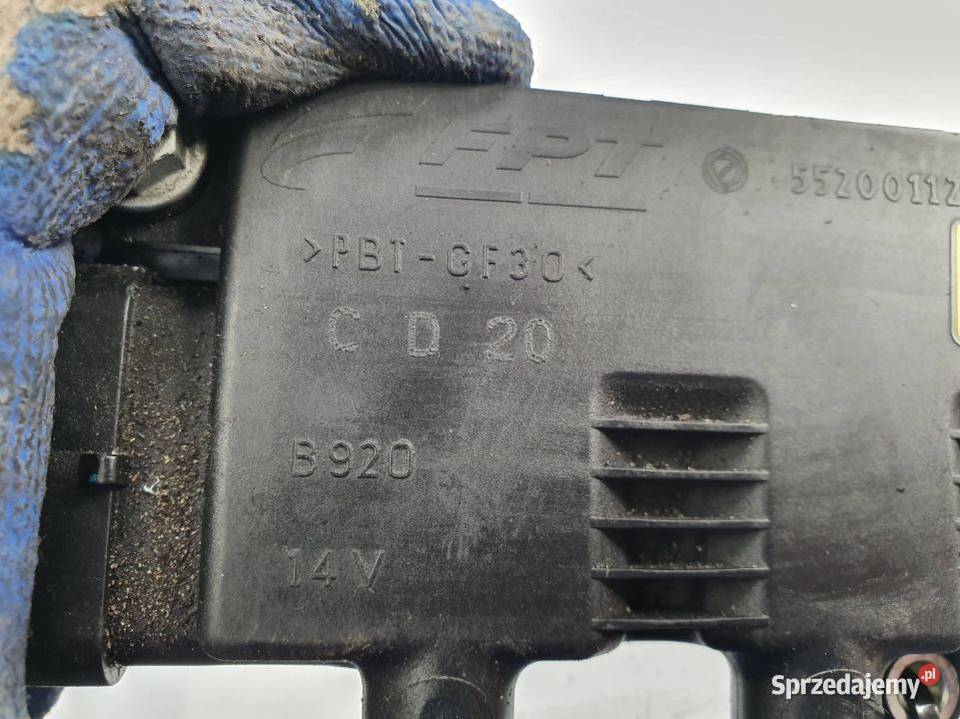 FPT 55200112
>PBT-GF30<
C D 20
B920
14V
Sprzedajemy.pl